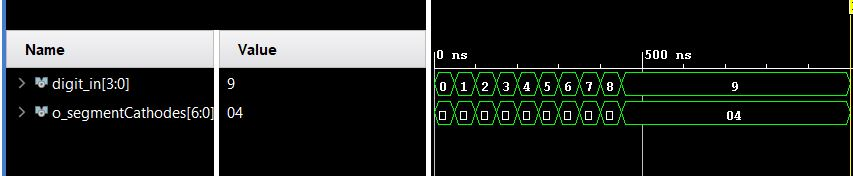 Name Value 0 ns 500 ns
digit_in[3:0] 9 0 1 2 3 4 5 6 7 8 9
o_segmentCathodes[6:0] 04 04